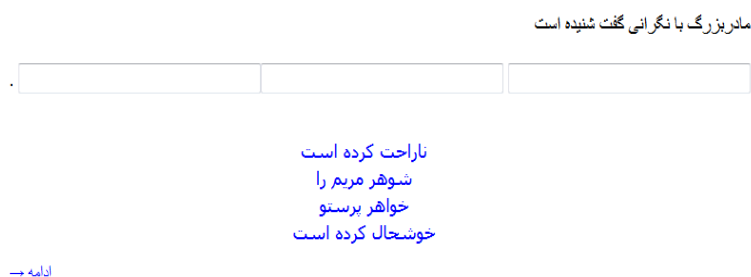 مادربزرگ با نگرانی گفت شنیده است
.
ناراحت کرده است
شوهر مریم را
خواهر پرستو
خوشحال کرده است
ادامه →